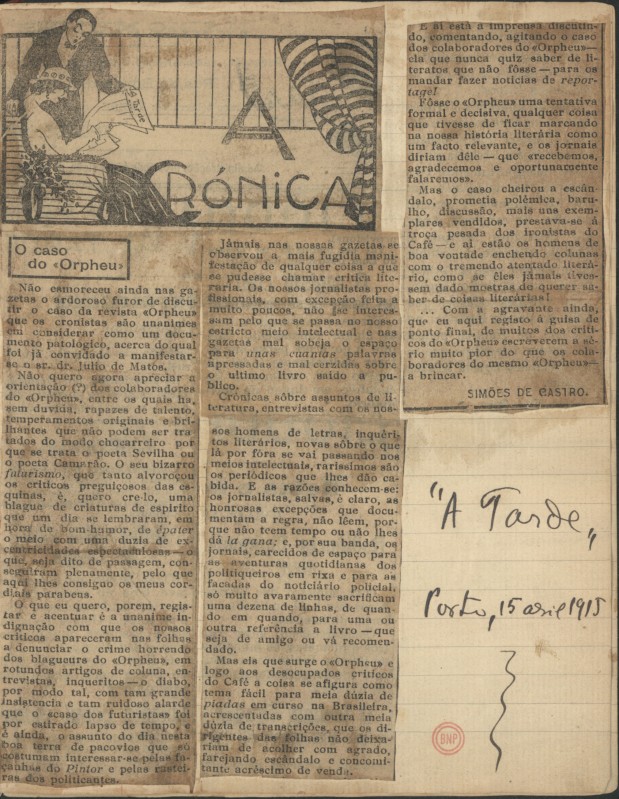 A Tarde
A
CRÓNICA
O caso
do «Orpheu»
Não esmoreceu ainda nas ga-
zetas o ardoroso furor de discu-
tir o caso da revista «Orpheu»
que os cronistas são unanimes
em considerar como um docu-
mento patológico, acerca do qual
foi já convidado a manifestar-
se o sr. dr. Julio de Matos.
Não quero agora apreciar a
orientação (?) dos colaboradores
do «Orpheu», entre os quais ha,
sem duvida, rapazes de talento,
temperamentos originais e bri-
lhantes que não podem ser tra-
tados do modo chocarreiro por
que se trata o poeta Sevilha ou
o poeta Camarão. O seu bizarro
futurismo, que tanto alvoroçou
os criticos preguiçosos das es-
quinas, é, quero cre-lo, uma
blague de criaturas de espirito
que um dia se lembraram, em
hora de bom-humor, de épater
o meio com uma duzia de ex-
centricidades espectaculosas—o
que, seja dito de passagem, con-
seguiram plenamente, pelo que
aqui lhes consigno os meus cor-
diais parabens.
O que eu quero, porem, regis-
tar e acentuar é a unanime in-
dignação com que os nossos
criticos apareceram nas folhas
a denunciar o crime horrendo
dos blagueurs do «Orpheu», em
rotundos artigos de coluna, en-
trevistas, inqueritos—o diabo,
por modo tal, com tam grande
insistencia e tam ruidoso alarde
que o «caso dos futuristas» foi
por catirado lapso de tempo, e
é ainda, o assunto do dia nesta
boa terra de pacovios que só
costumam interessar-se pelas fa-
çanhas do Pintor e pelas rastei-
ras dos politicantes.
Jámais nas nossas gazetas se
observou a mais fugidia mani-
festação de qualquer coisa a que
se pudesse chamar critica lite-
raria. Os nossos jornalistas pro-
fissionais, com excepção feita a
muito poucos, não se interes-
sam pelo que se passa no nosso
estricto meio intelectual e nas
gazetas mal sobeja o espaço
para unas cuantas palavras
apressadas e mal cerzidas sobre
o ultimo livro saído a pu-
blico.
Crónicas sôbre assuntos de li-
teratura, entrevistas com os nos-
sos homens de letras, inquéri-
tos literários, novas sôbre o que
lá por fóra se vai passando nos
meios intelectuais, rarissimos são
os periodicos que lhes dão ca-
bida. E as razões conhecem-se:
os jornalistas, salvas, é claro, as
honrosas excepções que docu-
mentam a regra, não lêem, por-
que não teem tempo ou não lhes
dá la gana; e, por sua banda, os
jornais, carecidos de espaço para
as aventuras quotidianas dos
politiqueiros em rixa e para as
facadas do noticiário policial,
só muito avaramente sacrificam
uma dezena de linhas, de quan-
do em quando, para uma ou
outra referência a livro—que
seja de amigo ou vá recomen-
dado.
Mas eis que surge o «Orpheu» e
logo aos desocupados criticos
do Café a coisa se afigura como
tema fácil para meia dúzia de
piadas em curso na Brasileira,
acrescentadas com outra meia
dúzia de transcrições, que os di-
rigentes das folhas não deixa-
riam de acolher com agrado,
farejando escândalo e concomi-
tante acréscimo de venda.
E aí está a imprensa discutin-
do, comentando, agitando o caso
dos colaboradores do «Orpheu»—
ela que nunca quiz saber de li-
teratos que não fôsse—para os
mandar fazer noticias de repor-
tage!
Fôsse o «Orpheu» uma tentativa
formal e decisiva, qualquer coisa
que tivesse de ficar marcando
na nossa história literária como
um facto relevante, e os jornais
diriam dêle—que «recebemos,
agradecemos e oportunamente
falaremos».
Mas o caso cheirou a escân-
dalo, prometia polêmica, baru-
lho, discussão, mais uns exem-
plares vendidos, prestava-se á
troça pesada dos ironistas do
Café—e aí estão os homens de
boa vontade enchendo colunas
com o tremendo atentado literá-
rio, como se êles jámais tives-
sem dado mostras de querer sa-
ber de coisas literárias!
... Com a agravante ainda,
que eu aqui registo á guisa de
ponto final, de muitos dos criti-
cos do «Orpheu» escreverem a sé-
rio muito pior do que os cola-
boradores do mesmo «Orpheu»—
a brincar.
SIMÕES DE CASTRO.
"A Tarde"
Porto, 15 abril 1915
BNP